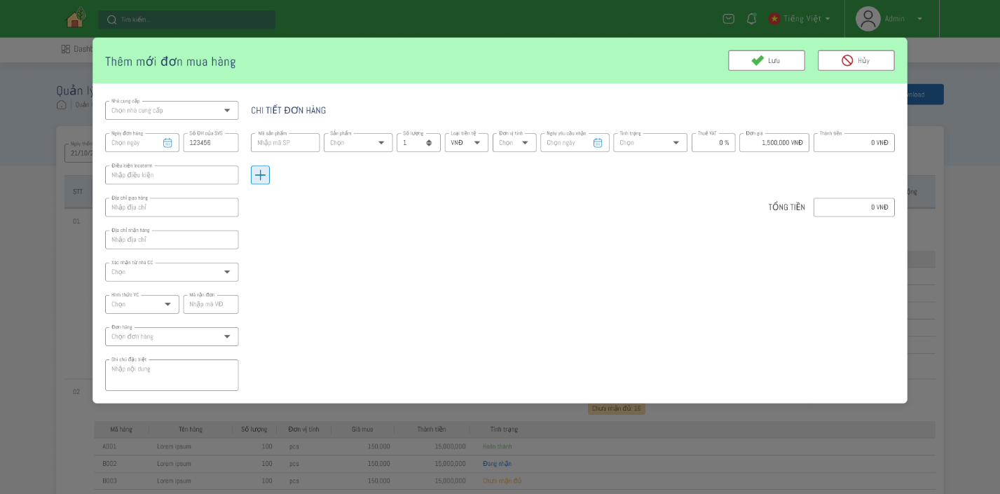 Tìm kiếm...
Tiếng Việt
Admin
Dashb
Thêm mới đơn mua hàng
Lưu
Hủy
Quản lý
Quản
wnload
Nhà cung cấp
Chọn nhà cung cấp
CHI TIẾT ĐƠN HÀNG
Ngày đơn hàng
Chọn ngày
Số ĐH của SVS
123456
Mã sản phẩm
Nhập mã SP
Sản phẩm
Chọn
Số lượng
1
Loại tiền tệ
VNĐ
Đơn vị tính
Chọn
Ngày yêu cầu nhận
Chọn ngày
Tình trạng
Chọn
Thuế VAT
0 %
Đơn giá
1,500,000 VNĐ
Thành tiền
0 VNĐ
Ngày thốn
21/10/2
Điều kiện Incoterm
Nhập điều kiện
STT
ộng
Địa chỉ giao hàng
Nhập địa chỉ
TỔNG TIỀN
0 VNĐ
01
Địa chỉ nhận hàng
Nhập địa chỉ
Xác nhận từ nhà CC
Chọn
Hình thức VC
Chọn
Mã vận đơn
Nhập mã VĐ
Đơn hàng
Chọn đơn hàng
Ghi chú đặc biệt
Nhập nội dung
02
Chưa nhận đủ: 16
Mã hàng Tên hàng Số lượng Đơn vị tính Giá mua Thành tiền Tình trạng
A001 Lorem ipsum 100 pcs 150,000 15,000,000 Hoàn thành
B002 Lorem ipsum 100 pcs 150,000 15,000,000 Đang nhận
B003 Lorem ipsum 100 pcs 150,000 15,000,000 Chưa nhận đủ